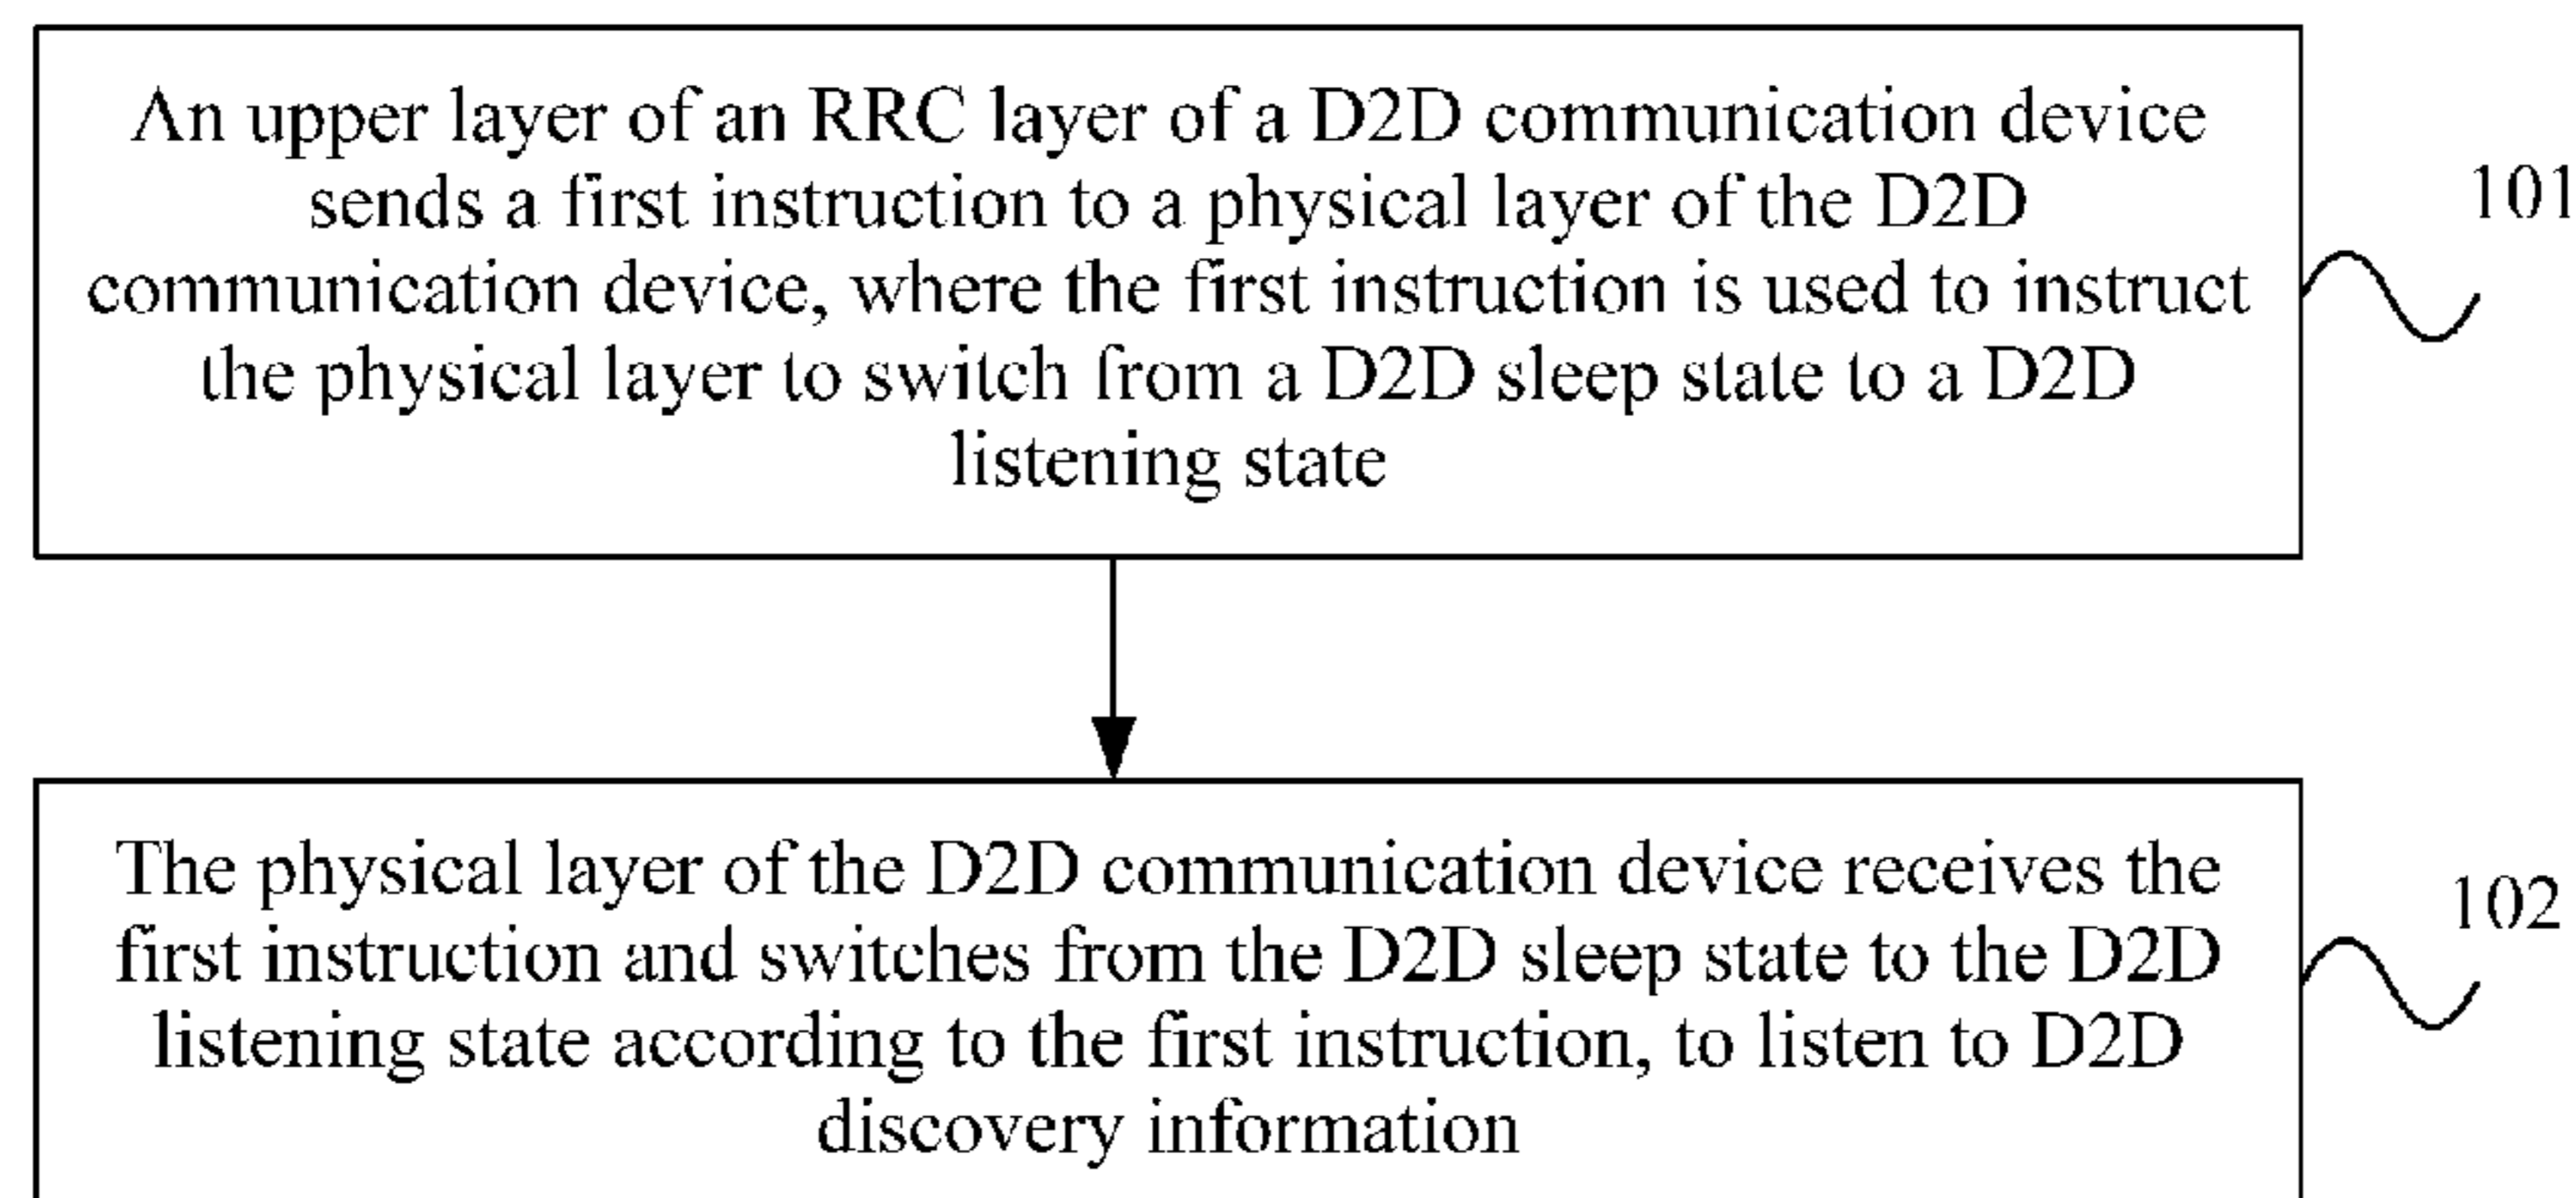 An upper layer of an RRC layer of a D2D communication device
sends a first instruction to a physical layer of the D2D
communication device, where the first instruction is used to instruct
the physical layer to switch from a D2D sleep state to a D2D
listening state
101
The physical layer of the D2D communication device receives the
first instruction and switches from the D2D sleep state to the D2D
listening state according to the first instruction, to listen to D2D
discovery information
102